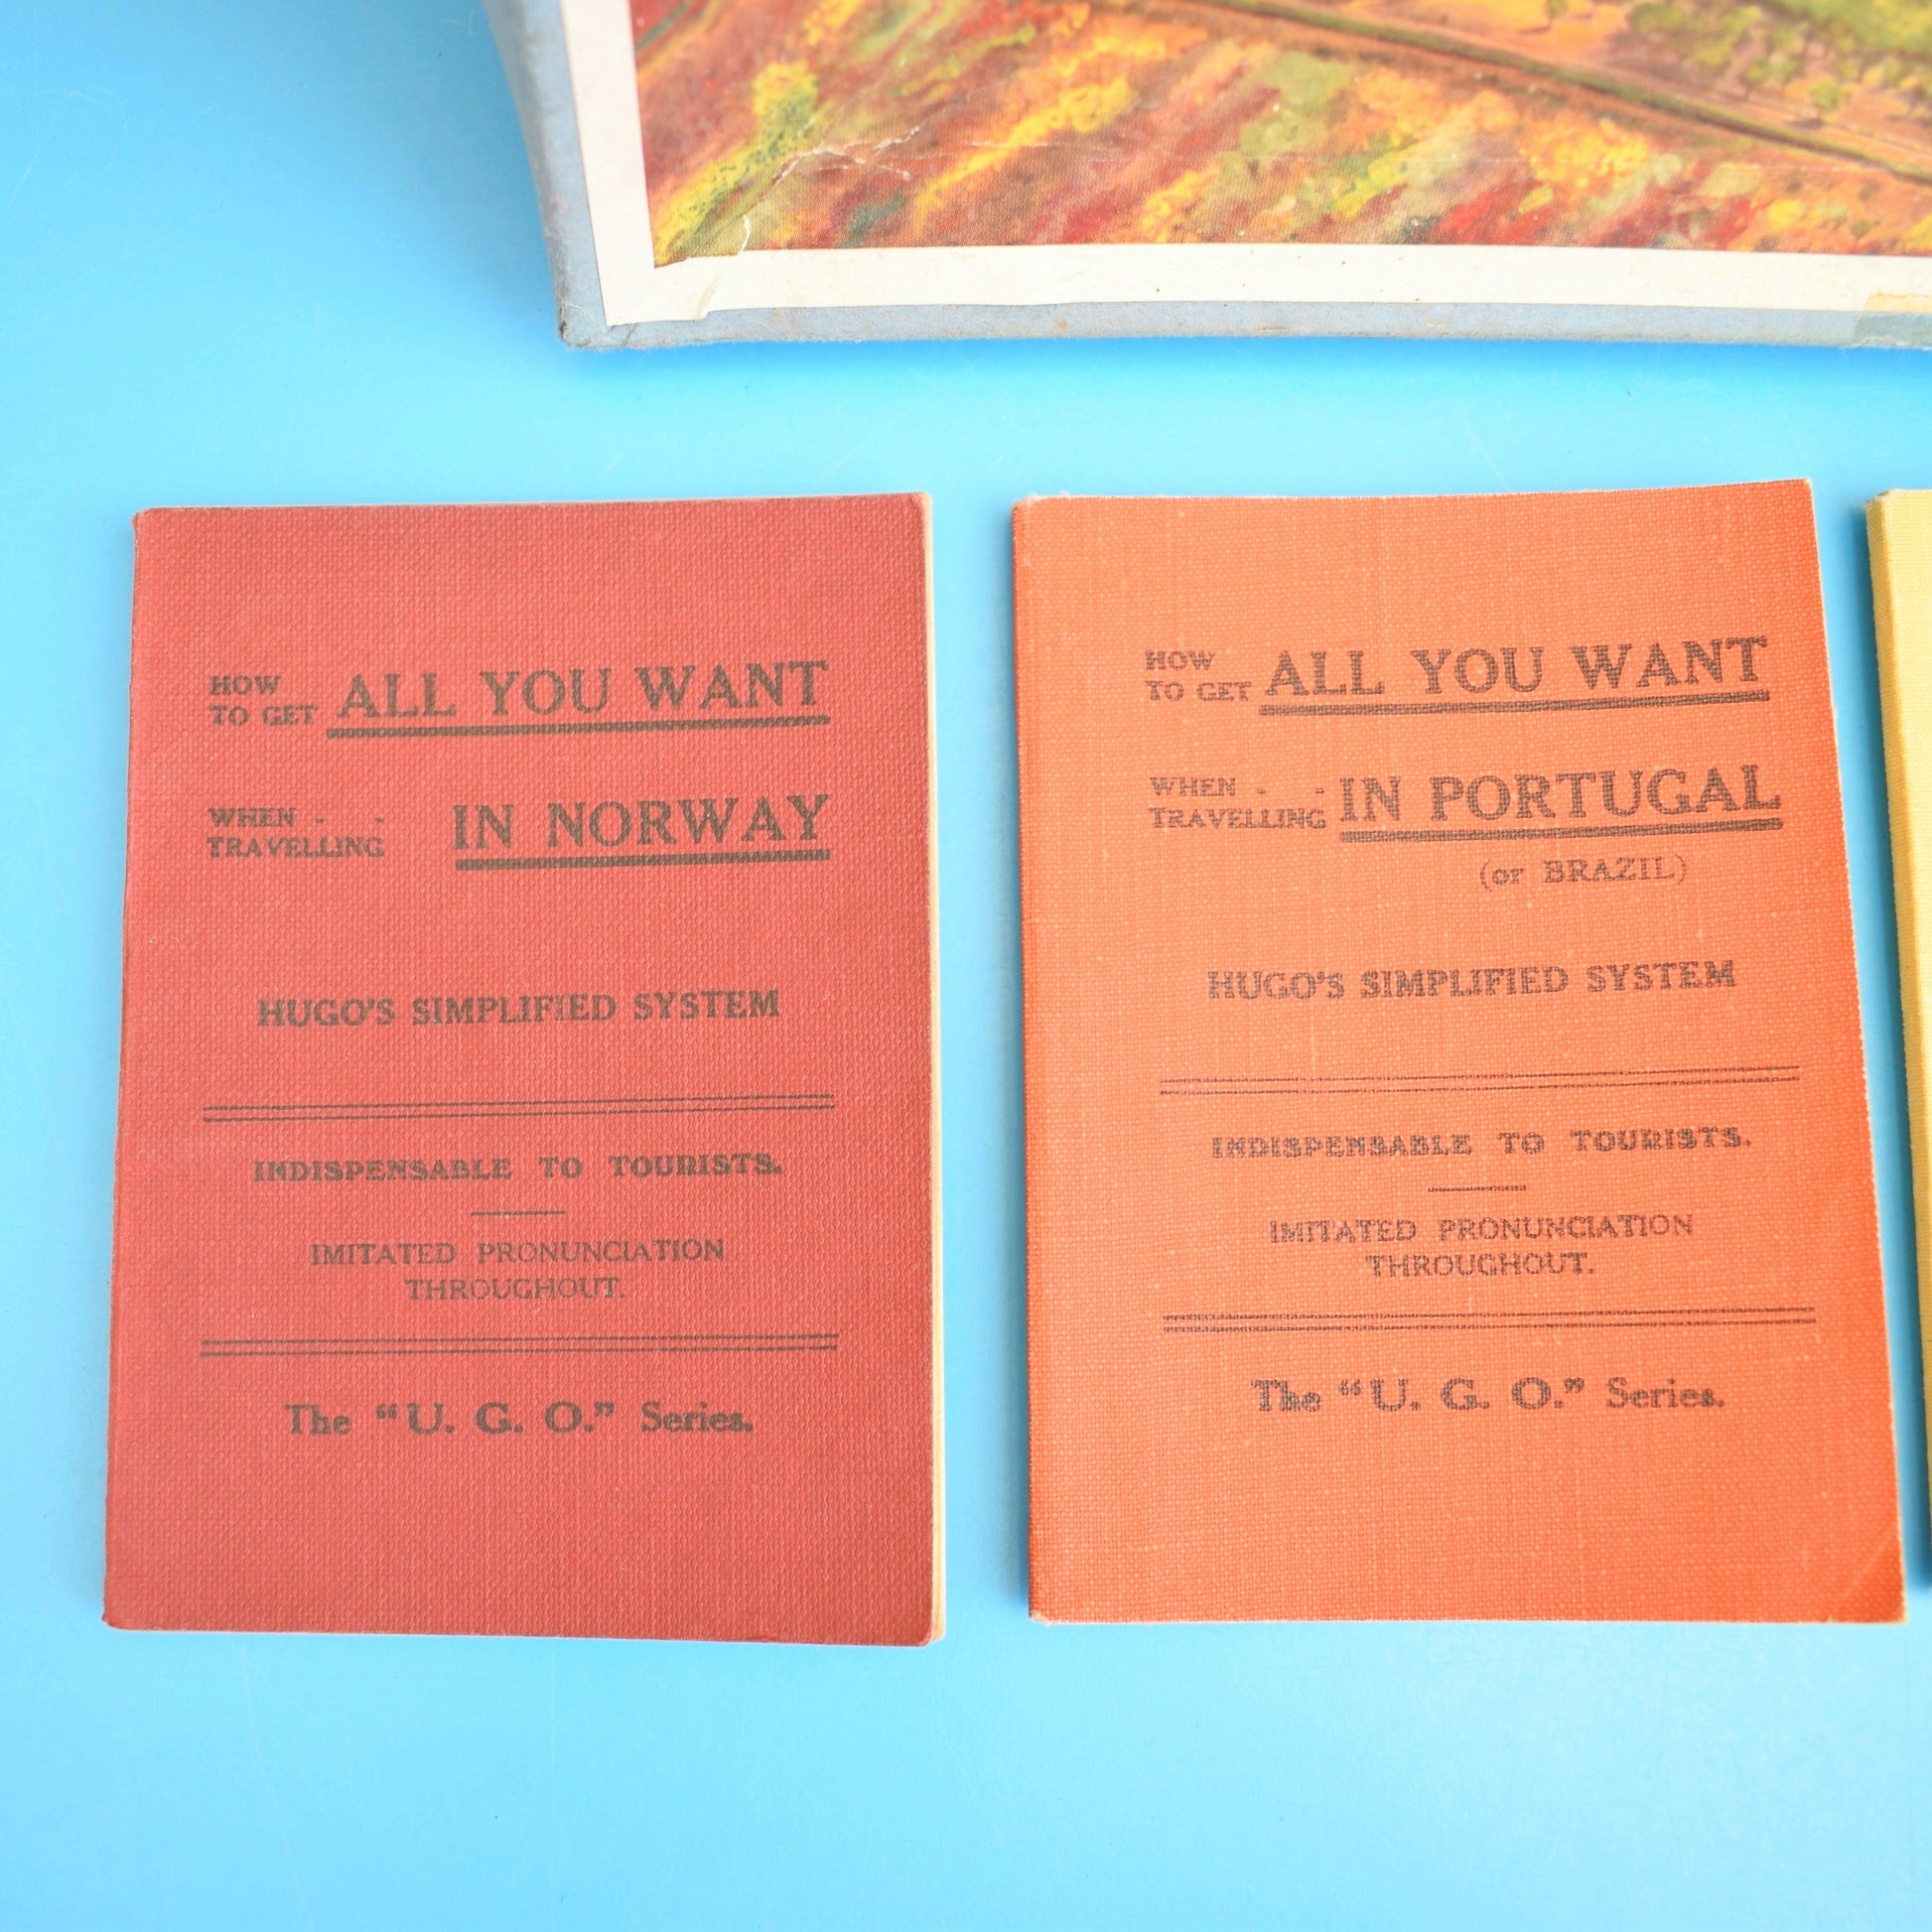 HOW
TO GET ALL YOU WANT
WHEN - -
TRAVELLING IN NORWAY
HUGO'S SIMPLIFIED SYSTEM
INDISPENSABLE TO TOURISTS.
IMITATED PRONUNCIATION
THROUGHOUT.
The "U. G. O." Series.
HOW
TO GET ALL YOU WANT
WHEN - -
TRAVELLING IN PORTUGAL
(or BRAZIL)
HUGO'S SIMPLIFIED SYSTEM
INDISPENSABLE TO TOURISTS.
IMITATED PRONUNCIATION
THROUGHOUT.
The "U. G. O." Series.